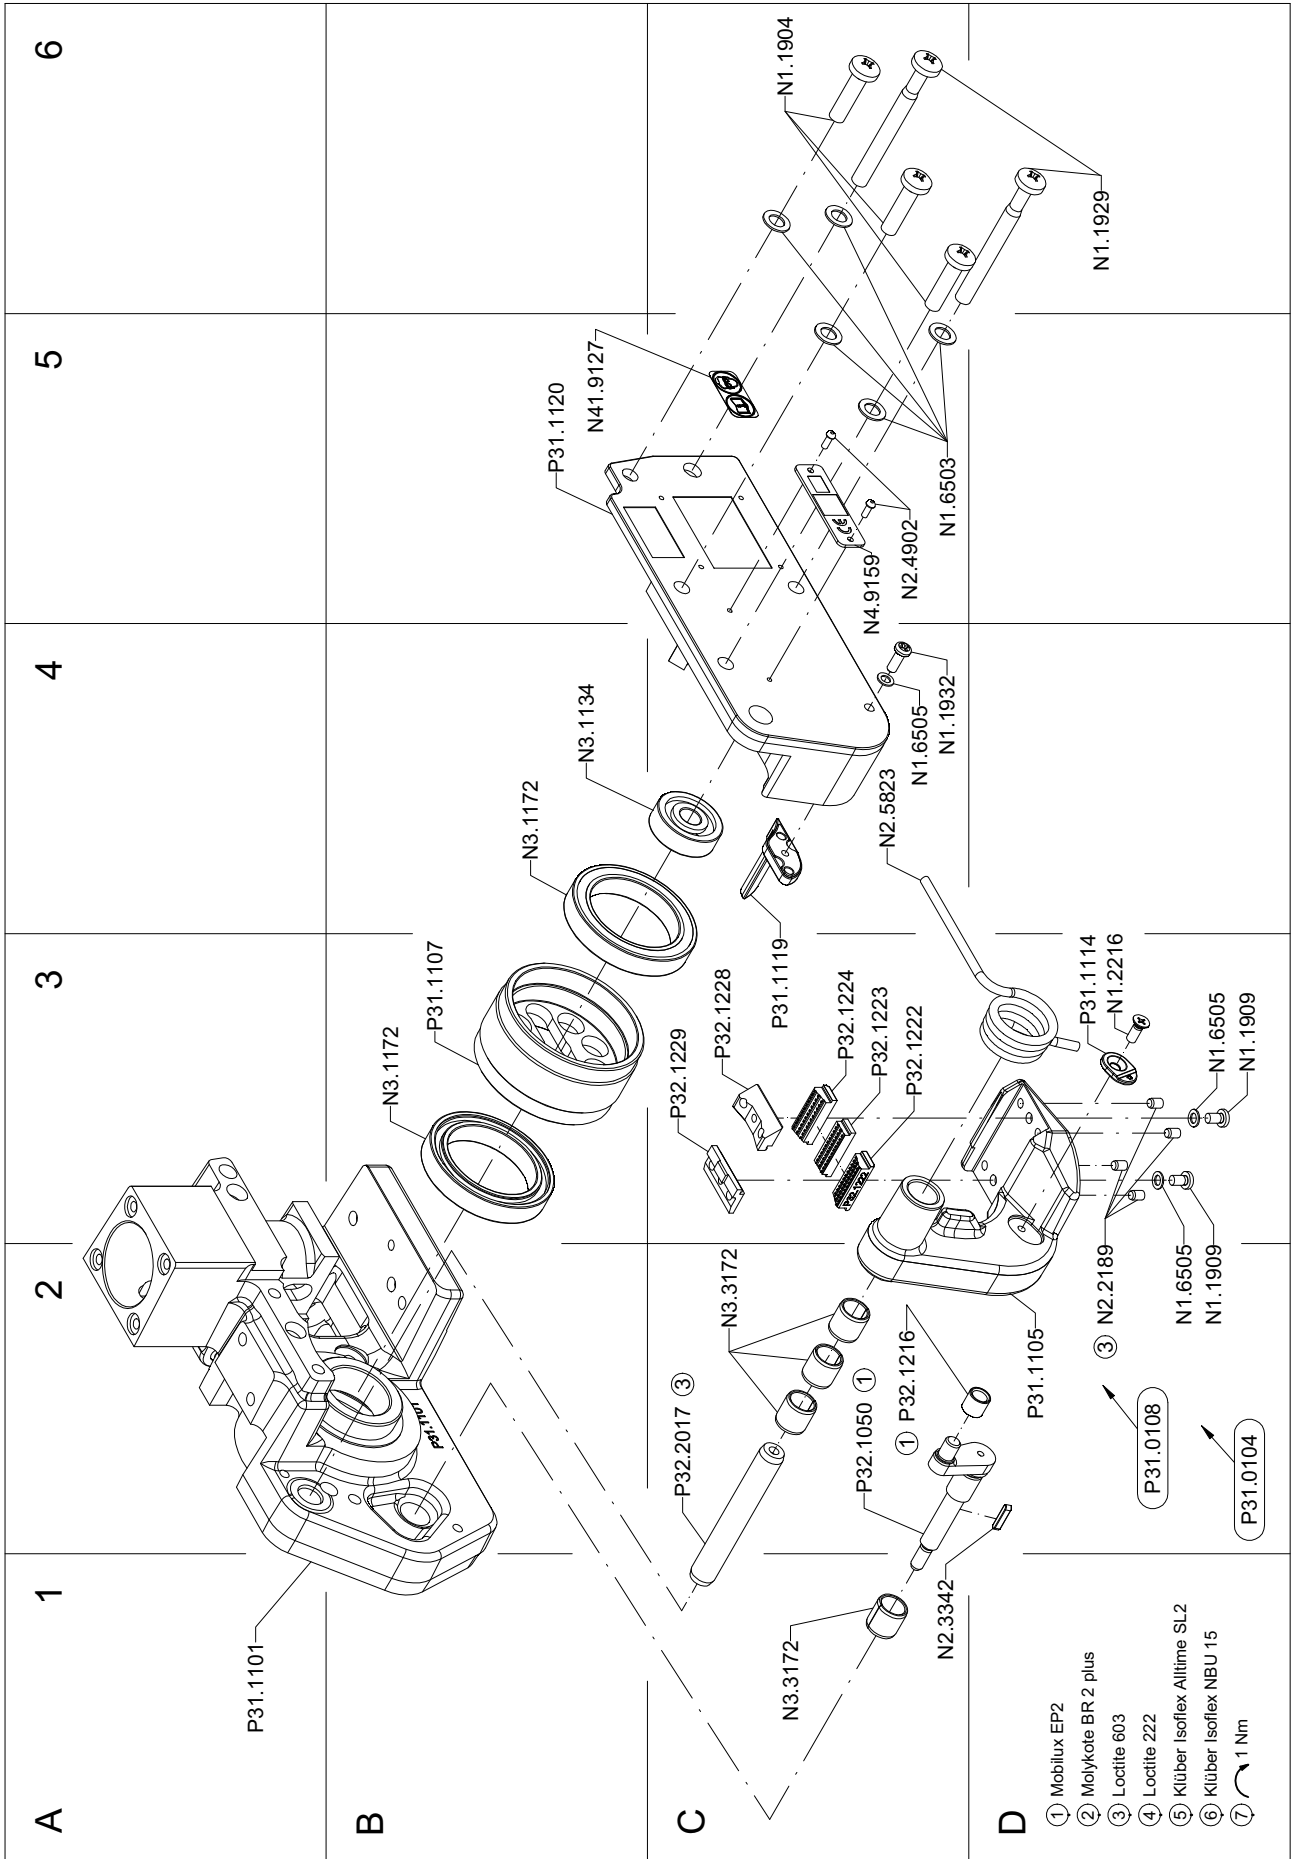 A
B
C
D
1
2
3
4
5
6
P31.1101
P31.1101
N3.1172
P31.1107
N3.1172
N3.1134
P31.1120
N41.9127
N1.1904
N1.1929
N1.6503
N2.4902
N4.9159
N1.6505
N1.1932
N2.5823
P31.1119
P32.1229
P32.1228
P32.1224
P32.1223
P32.1222
P31.1114
N1.2216
N1.6505
N1.1909
③ N2.2189
N1.6505
N1.1909
N3.3172
P32.2017 ③
① P32.1216
P32.1050 ①
P31.1105
N3.3172
N2.3342
P31.0108
P31.0104
① Mobilux EP2
② Molykote BR 2 plus
③ Loctite 603
④ Loctite 222
⑤ Klüber Isoflex Alltime SL2
⑥ Klüber Isoflex NBU 15
⑦ 1 Nm